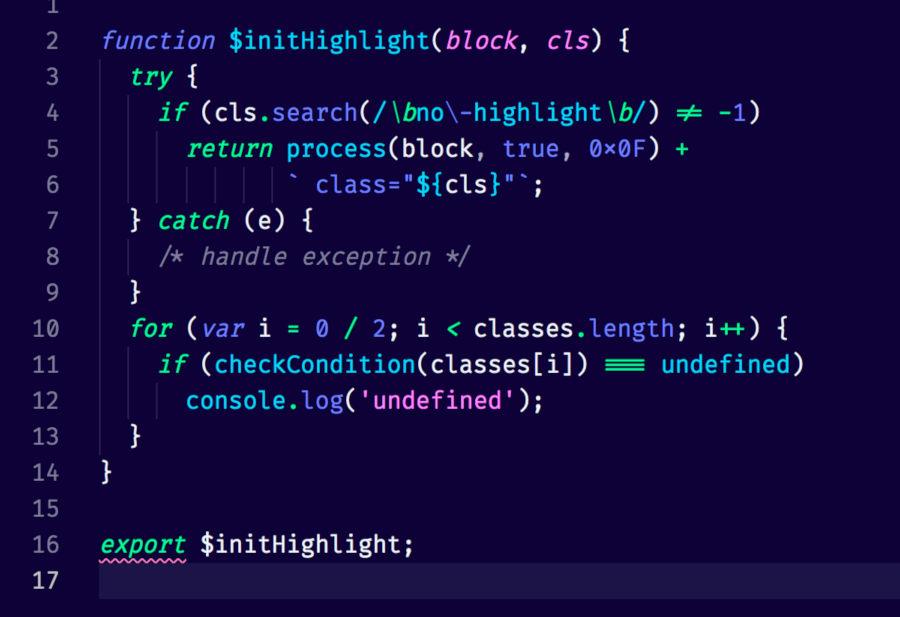 1
2 function $initHighlight(block, cls) {
3   try {
4     if (cls.search(/\bno\-highlight\b/) != -1)
5       return process(block, true, 0x0F) +
6              ` class="${cls}"`;
7   } catch (e) {
8     /* handle exception */
9   }
10   for (var i = 0 / 2; i < classes.length; i++) {
11     if (checkCondition(classes[i]) === undefined)
12       console.log('undefined');
13   }
14 }
15
16 export $initHighlight;
17